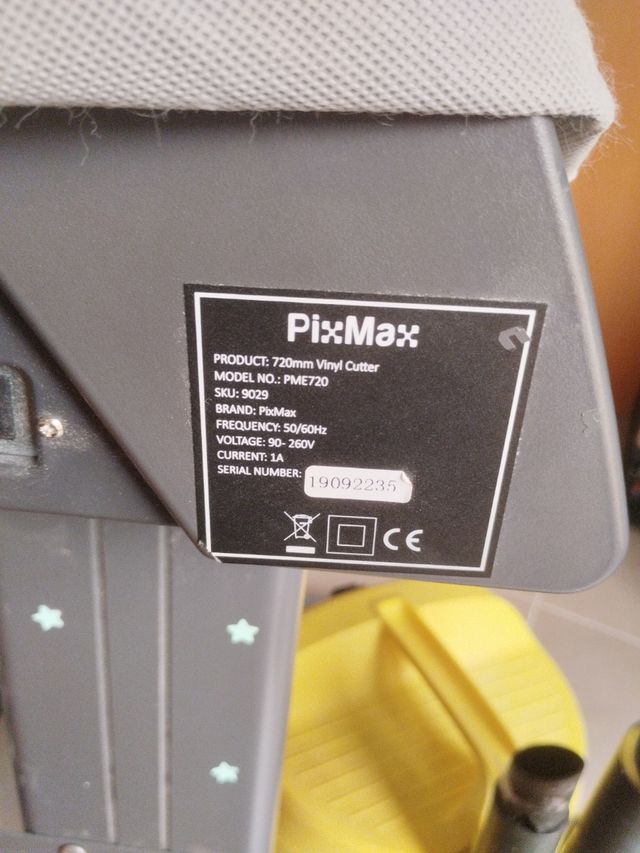 PixMax
PRODUCT: 720mm Vinyl Cutter
MODEL NO.: PME720
SKU: 9029
BRAND: PixMax
FREQUENCY: 50/60Hz
VOLTAGE: 90- 260V
CURRENT: 1A
SERIAL NUMBER: 19092235
CE